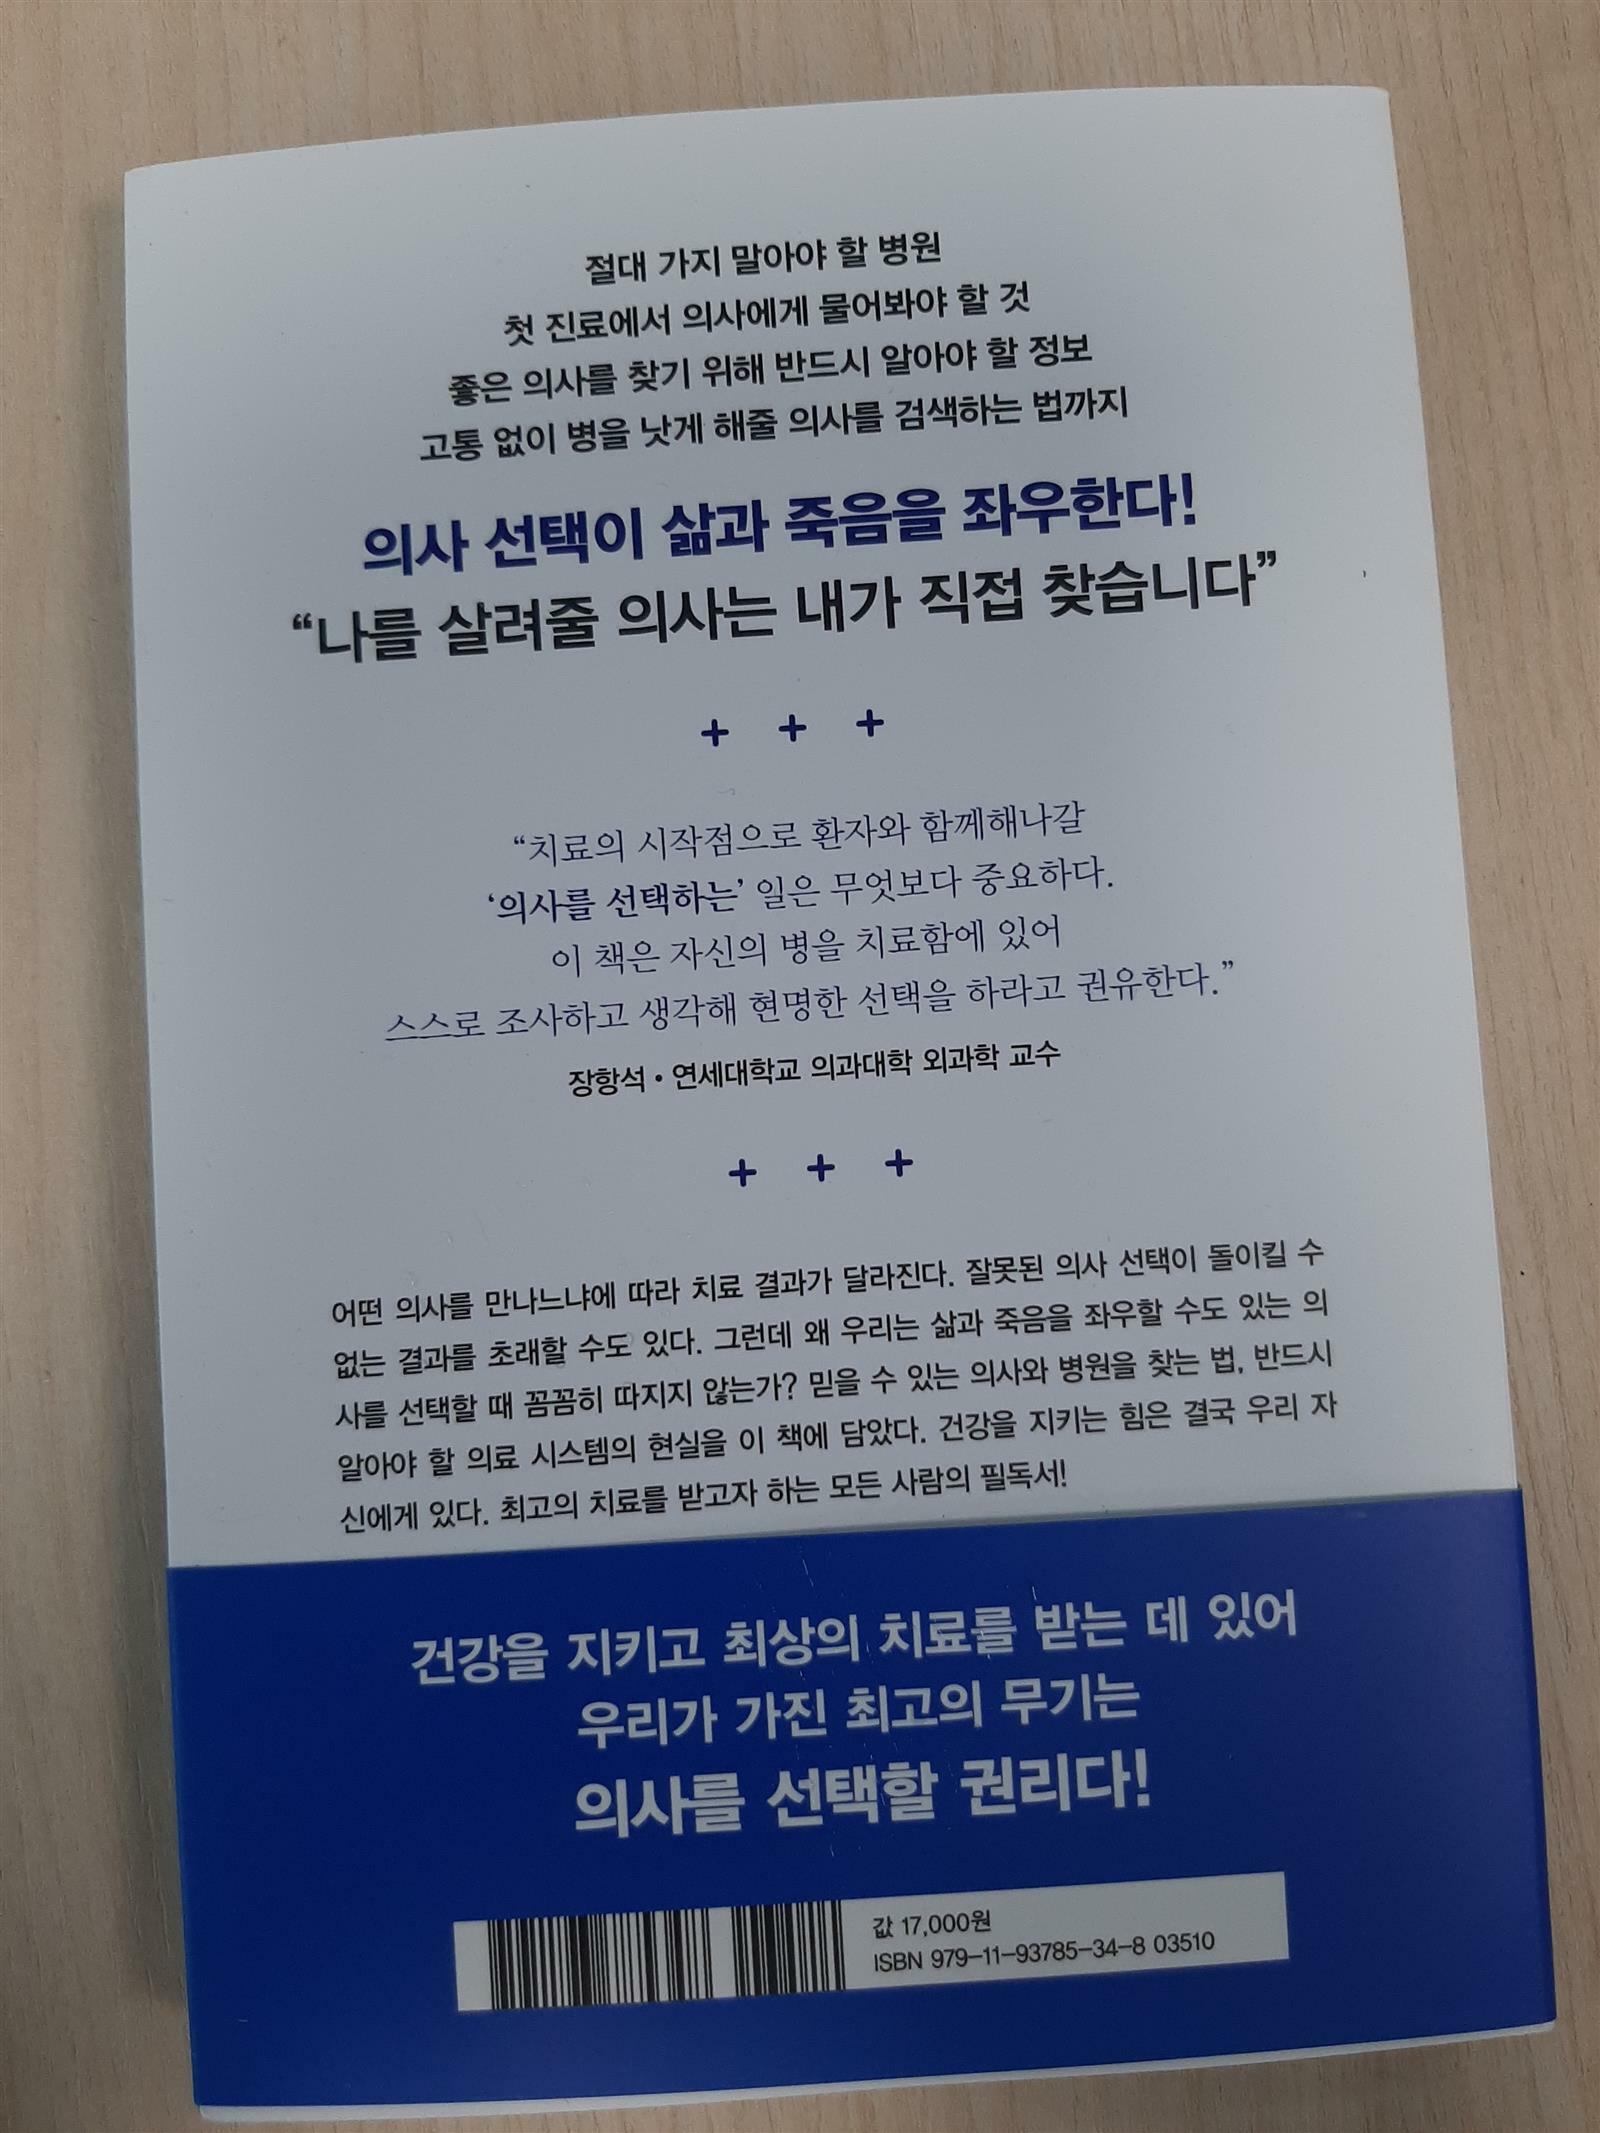 절대 가지 말아야 할 병원
첫 진료에서 의사에게 물어봐야 할 것
좋은 의사를 찾기 위해 반드시 알아야 할 정보
고통 없이 병을 낫게 해줄 의사를 검색하는 법까지
의사 선택이 삶과 죽음을 좌우한다!
“나를 살려줄 의사는 내가 직접 찾습니다”
+ + +
“치료의 시작점으로 환자와 함께해나갈
‘의사를 선택하는’ 일은 무엇보다 중요하다.
이 책은 자신의 병을 치료함에 있어
스스로 조사하고 생각해 현명한 선택을 하라고 권유한다.”
장항석 • 연세대학교 의과대학 외과학 교수
+ + +
어떤 의사를 만나느냐에 따라 치료 결과가 달라진다. 잘못된 의사 선택이 돌이킬 수
없는 결과를 초래할 수도 있다. 그런데 왜 우리는 삶과 죽음을 좌우할 수도 있는 의
사를 선택할 때 꼼꼼히 따지지 않는가? 믿을 수 있는 의사와 병원을 찾는 법, 반드시
알아야 할 의료 시스템의 현실을 이 책에 담았다. 건강을 지키는 힘은 결국 우리 자
신에게 있다. 최고의 치료를 받고자 하는 모든 사람의 필독서!
건강을 지키고 최상의 치료를 받는 데 있어
우리가 가진 최고의 무기는
의사를 선택할 권리다!
값 17,000원
ISBN 979-11-93785-34-8 03510